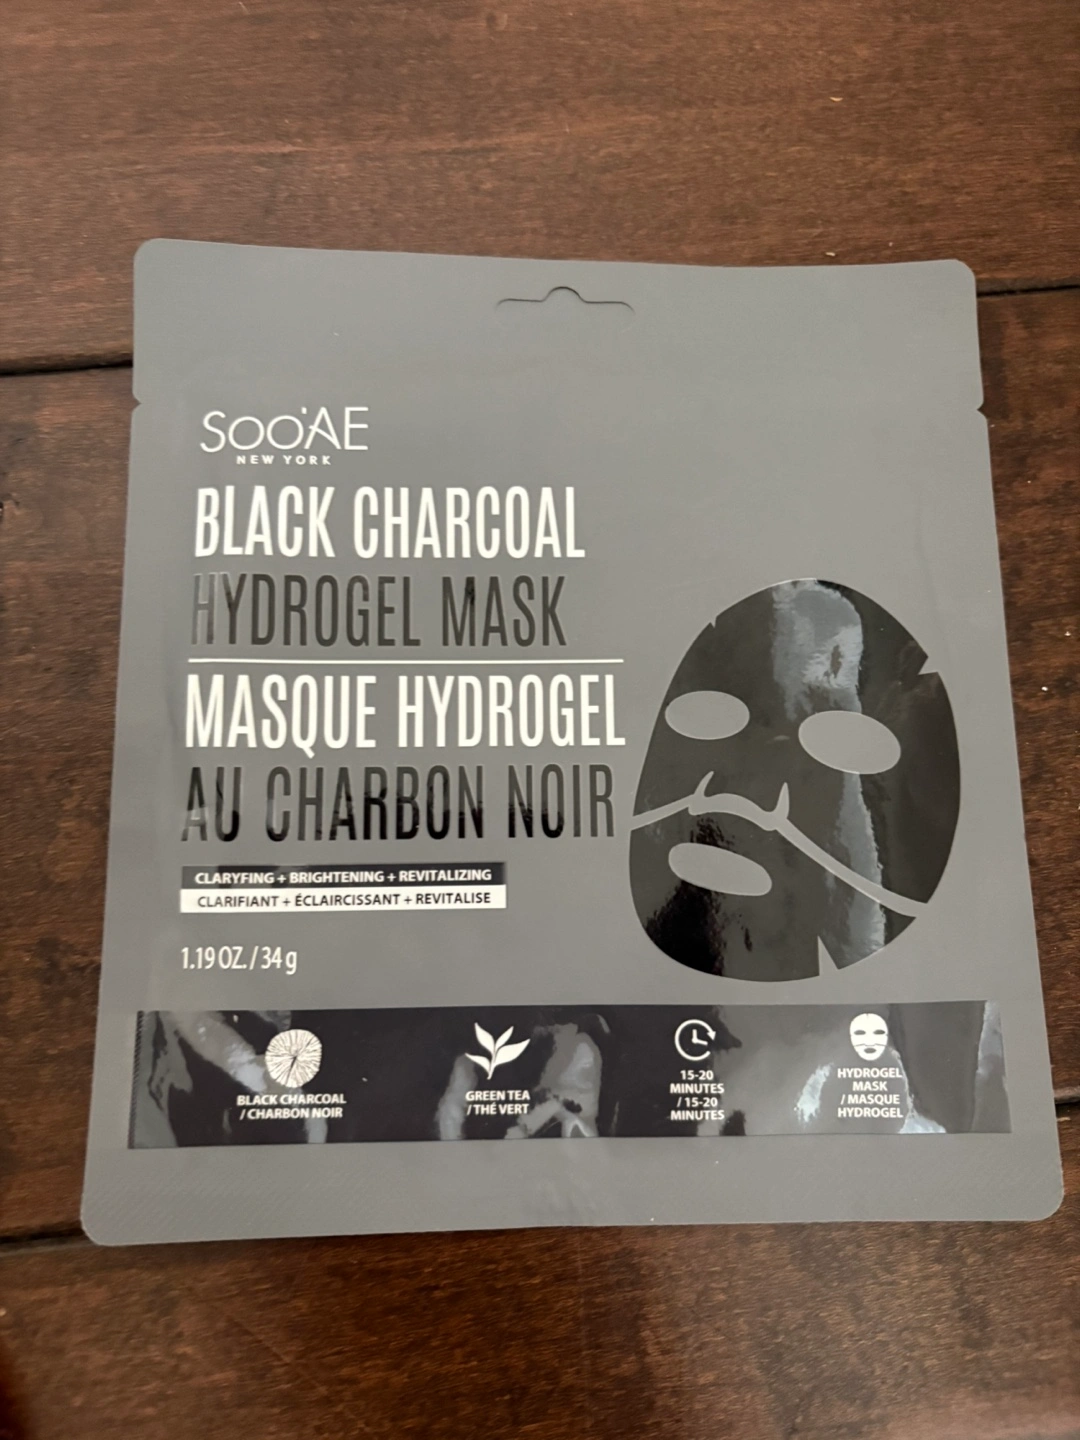 Soo'AE
NEW YORK
BLACK CHARCOAL
HYDROGEL MASK
MASQUE HYDROGEL
AU CHARBON NOIR
CLARYFING + BRIGHTENING + REVITALIZING
CLARIFIANT + ÉCLAIRCISSANT + REVITALISE
1.19 OZ. / 34 g
BLACK CHARCOAL
/ CHARBON NOIR
GREEN TEA
/ THÉ VERT
15-20
MINUTES
/ 15-20
MINUTES
HYDROGEL
MASK
/ MASQUE
HYDROGEL